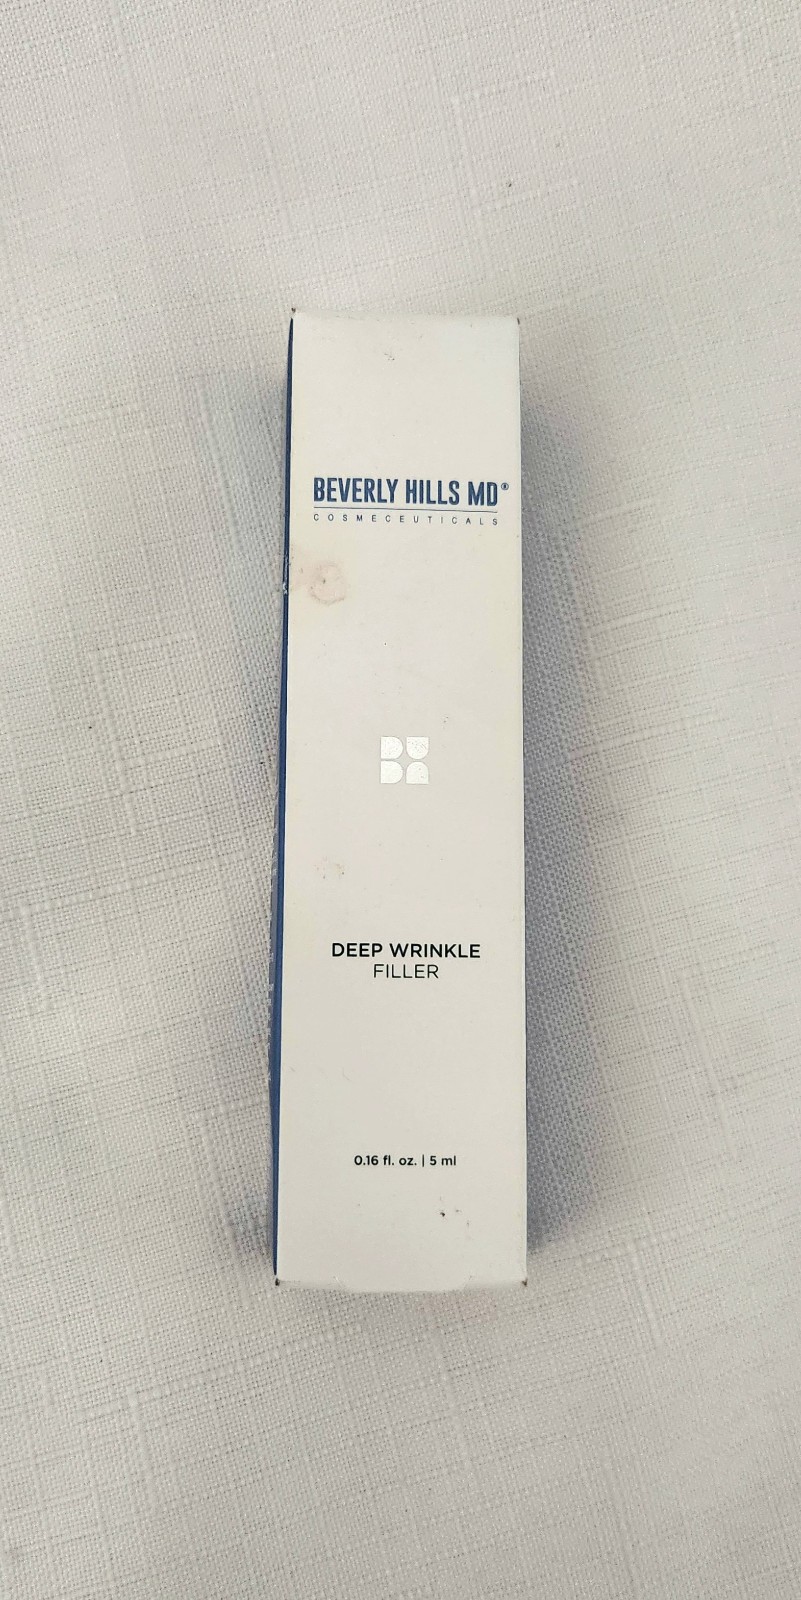 BEVERLY HILLS MD®
COSMECEUTICALS
DEEP WRINKLE
FILLER
0.16 fl. oz. | 5 ml